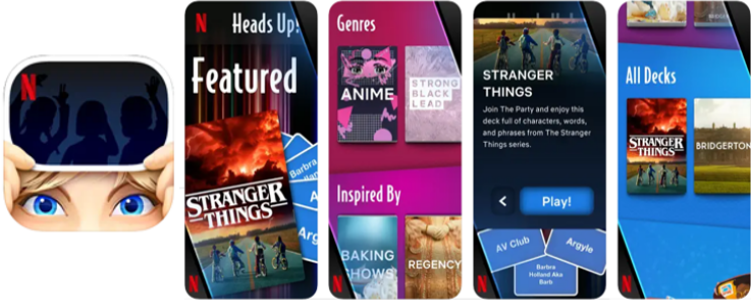 N
N
Heads Up!
Featured
STRANGER
THINGS
Barbra
N
Genres
ANIME
STRONG
BLACK
LEAD
Inspired By
BAKING
SHOWS
REGENCY
N
STRANGER
THINGS
Join The Party and enjoy this
deck full of characters, words,
and phrases from The Stranger
Things series.
<
Play!
AV Club
Argyle
Barbra
Holland Aka
Barb
N
All Decks
STRANGER
THINGS
BRIDGERTON
N